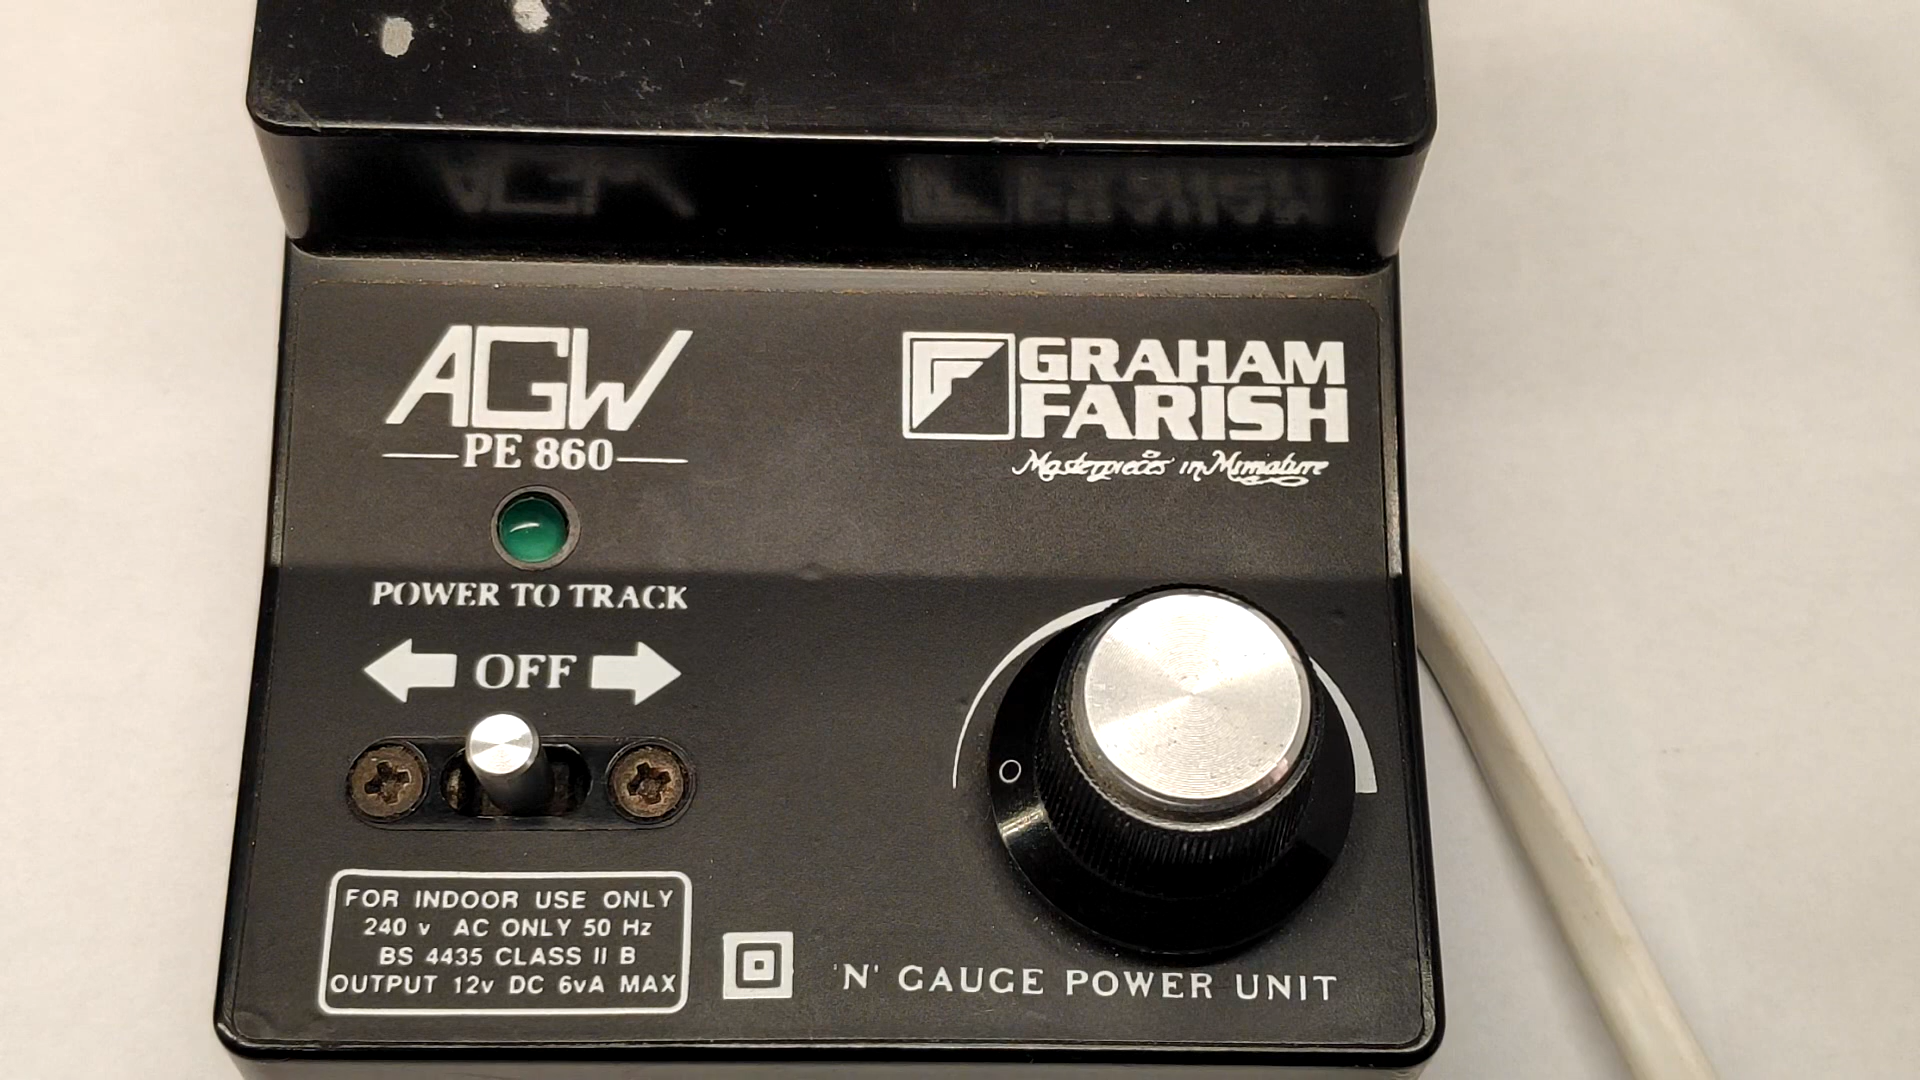 AGW
PE 860
GRAHAM
FARISH
Masterpieces in Miniature
POWER TO TRACK
OFF
FOR INDOOR USE ONLY
240 v AC ONLY 50 Hz
BS 4435 CLASS II B
OUTPUT 12v DC 6vA MAX
'N' GAUGE POWER UNIT